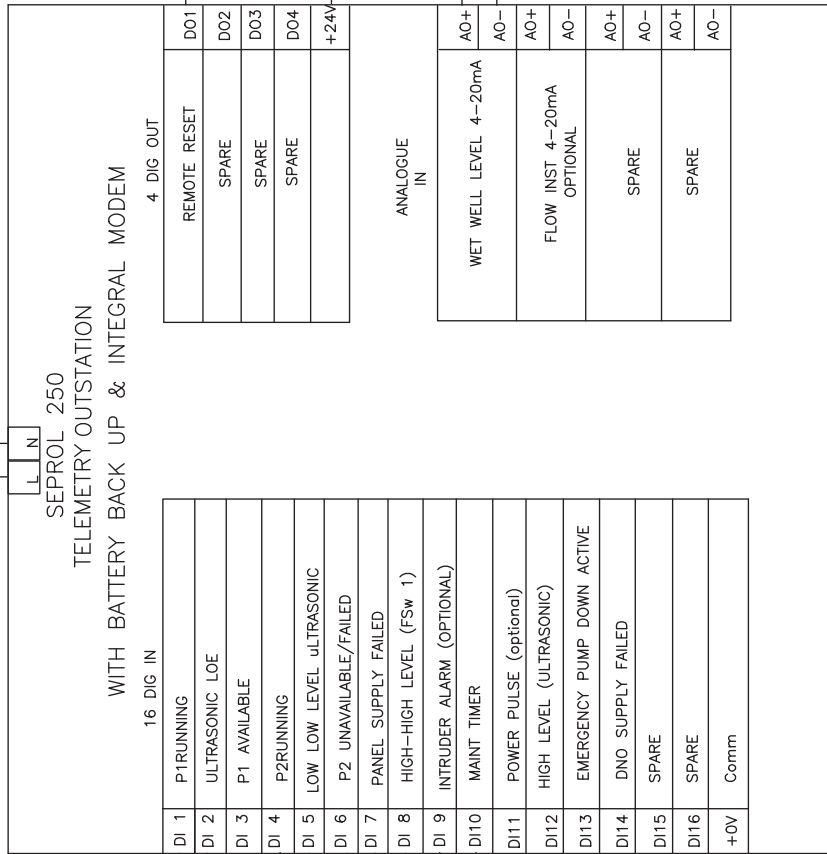 L N
SEPROL 250
TELEMETRY OUTSTATION
WITH BATTERY BACK UP & INTEGRAL MODEM
16 DIG IN
DI 1 P1RUNNING
DI 2 ULTRASONIC LOE
DI 3 P1 AVAILABLE
DI 4 P2RUNNING
DI 5 LOW LOW LEVEL uLTRASONIC
DI 6 P2 UNAVAILABLE/FAILED
DI 7 PANEL SUPPLY FAILED
DI 8 HIGH-HIGH LEVEL (FSw 1)
DI 9 INTRUDER ALARM (OPTIONAL)
DI10 MAINT TIMER
DI11 POWER PULSE (optional)
DI12 HIGH LEVEL (ULTRASONIC)
DI13 EMERGENCY PUMP DOWN ACTIVE
DI14 DNO SUPPLY FAILED
DI15 SPARE
DI16 SPARE
+0V Comm
4 DIG OUT
REMOTE RESET DO1
SPARE DO2
SPARE DO3
SPARE DO4
+24V
ANALOGUE
IN
WET WELL LEVEL 4-20mA
AO+
AO-
FLOW INST 4-20mA
OPTIONAL
AO+
AO-
SPARE
AO+
AO-
SPARE
AO+
AO-